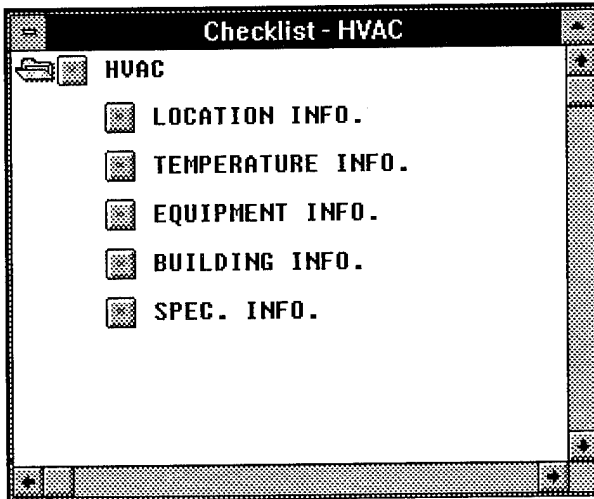 Checklist - HVAC
HVAC
LOCATION INFO.
TEMPERATURE INFO.
EQUIPMENT INFO.
BUILDING INFO.
SPEC. INFO.